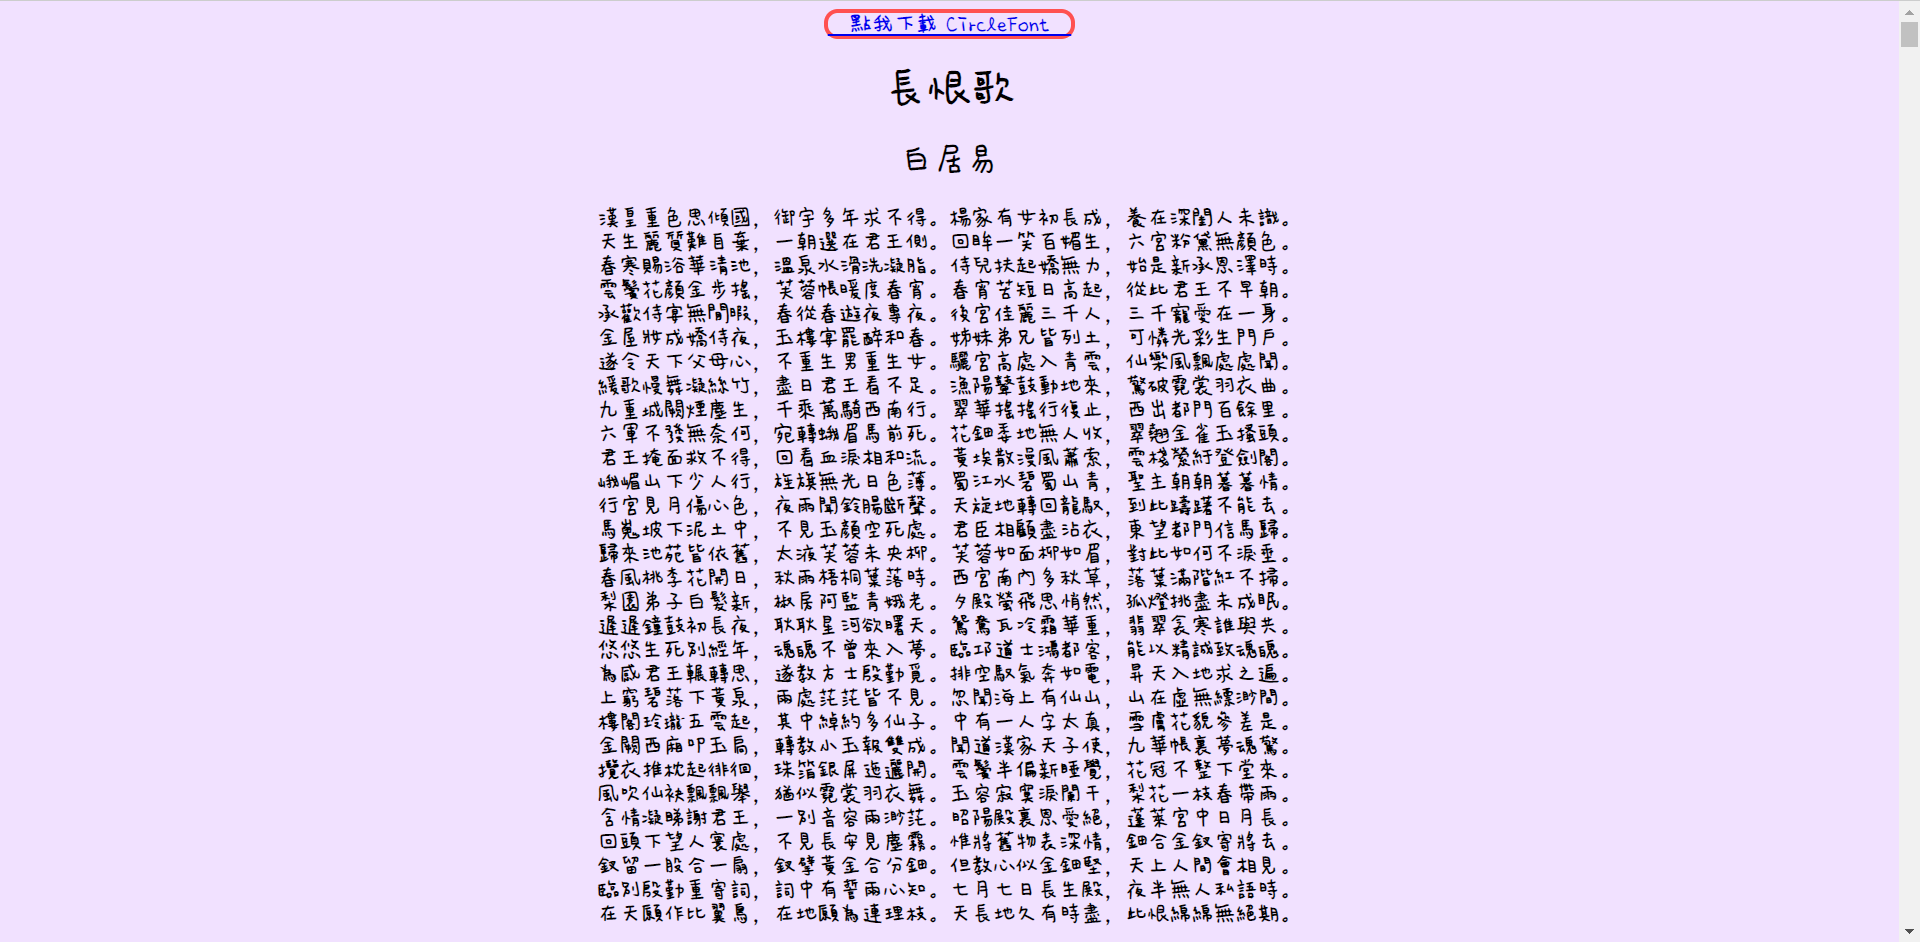 點我下載 CIrcleFont
長恨歌
白居易
漢皇重色思傾國，御宇多年求不得。楊家有女初長成，養在深閨人未識。
天生麗質難自棄，一朝選在君王側。回眸一笑百媚生，六宮粉黛無顏色。
春寒賜浴華清池，溫泉水滑洗凝脂。侍兒扶起嬌無力，始是新承恩澤時。
雲鬢花顏金步搖，芙蓉帳暖度春宵。春宵苦短日高起，從此君王不早朝。
承歡侍宴無閒暇，春從春遊夜專夜。後宮佳麗三千人，三千寵愛在一身。
金屋妝成嬌侍夜，玉樓宴罷醉和春。姊妹弟兄皆列土，可憐光彩生門戶。
遂令天下父母心，不重生男重生女。驪宮高處入青雲，仙樂風飄處處聞。
緩歌慢舞凝絲竹，盡日君王看不足。漁陽鼙鼓動地來，驚破霓裳羽衣曲。
九重城闕煙塵生，千乘萬騎西南行。翠華搖搖行復止，西出都門百餘里。
六軍不發無奈何，宛轉蛾眉馬前死。花鈿委地無人收，翠翹金雀玉搔頭。
君王掩面救不得，回看血淚相和流。黃埃散漫風蕭索，雲棧縈紆登劍閣。
峨嵋山下少人行，旌旗無光日色薄。蜀江水碧蜀山青，聖主朝朝暮暮情。
行宮見月傷心色，夜雨聞鈴腸斷聲。天旋地轉回龍馭，到此躊躇不能去。
馬嵬坡下泥土中，不見玉顏空死處。君臣相顧盡沾衣，東望都門信馬歸。
歸來池苑皆依舊，太液芙蓉未央柳。芙蓉如面柳如眉，對此如何不淚垂。
春風桃李花開日，秋雨梧桐葉落時。西宮南內多秋草，落葉滿階紅不掃。
梨園弟子白髮新，椒房阿監青娥老。夕殿螢飛思悄然，孤燈挑盡未成眠。
遲遲鐘鼓初長夜，耿耿星河欲曙天。鴛鴦瓦冷霜華重，翡翠衾寒誰與共。
悠悠生死別經年，魂魄不曾來入夢。臨邛道士鴻都客，能以精誠致魂魄。
為感君王輾轉思，遂教方士殷勤覓。排空馭氣奔如電，昇天入地求之遍。
上窮碧落下黃泉，兩處茫茫皆不見。忽聞海上有仙山，山在虛無縹渺間。
樓閣玲瓏五雲起，其中綽約多仙子。中有一人字太真，雪膚花貌參差是。
金闕西廂叩玉扃，轉教小玉報雙成。聞道漢家天子使，九華帳裏夢魂驚。
攬衣推枕起徘徊，珠箔銀屏迤邐開。雲鬢半偏新睡覺，花冠不整下堂來。
風吹仙袂飄飄舉，猶似霓裳羽衣舞。玉容寂寞淚闌干，梨花一枝春帶雨。
含情凝睇謝君王，一別音容兩渺茫。昭陽殿裏恩愛絕，蓬萊宮中日月長。
回頭下望人寰處，不見長安見塵霧。惟將舊物表深情，鈿合金釵寄將去。
釵留一股合一扇，釵擘黃金合分鈿。但教心似金鈿堅，天上人間會相見。
臨別殷勤重寄詞，詞中有誓兩心知。七月七日長生殿，夜半無人私語時。
在天願作比翼鳥，在地願為連理枝。天長地久有時盡，此恨綿綿無絕期。